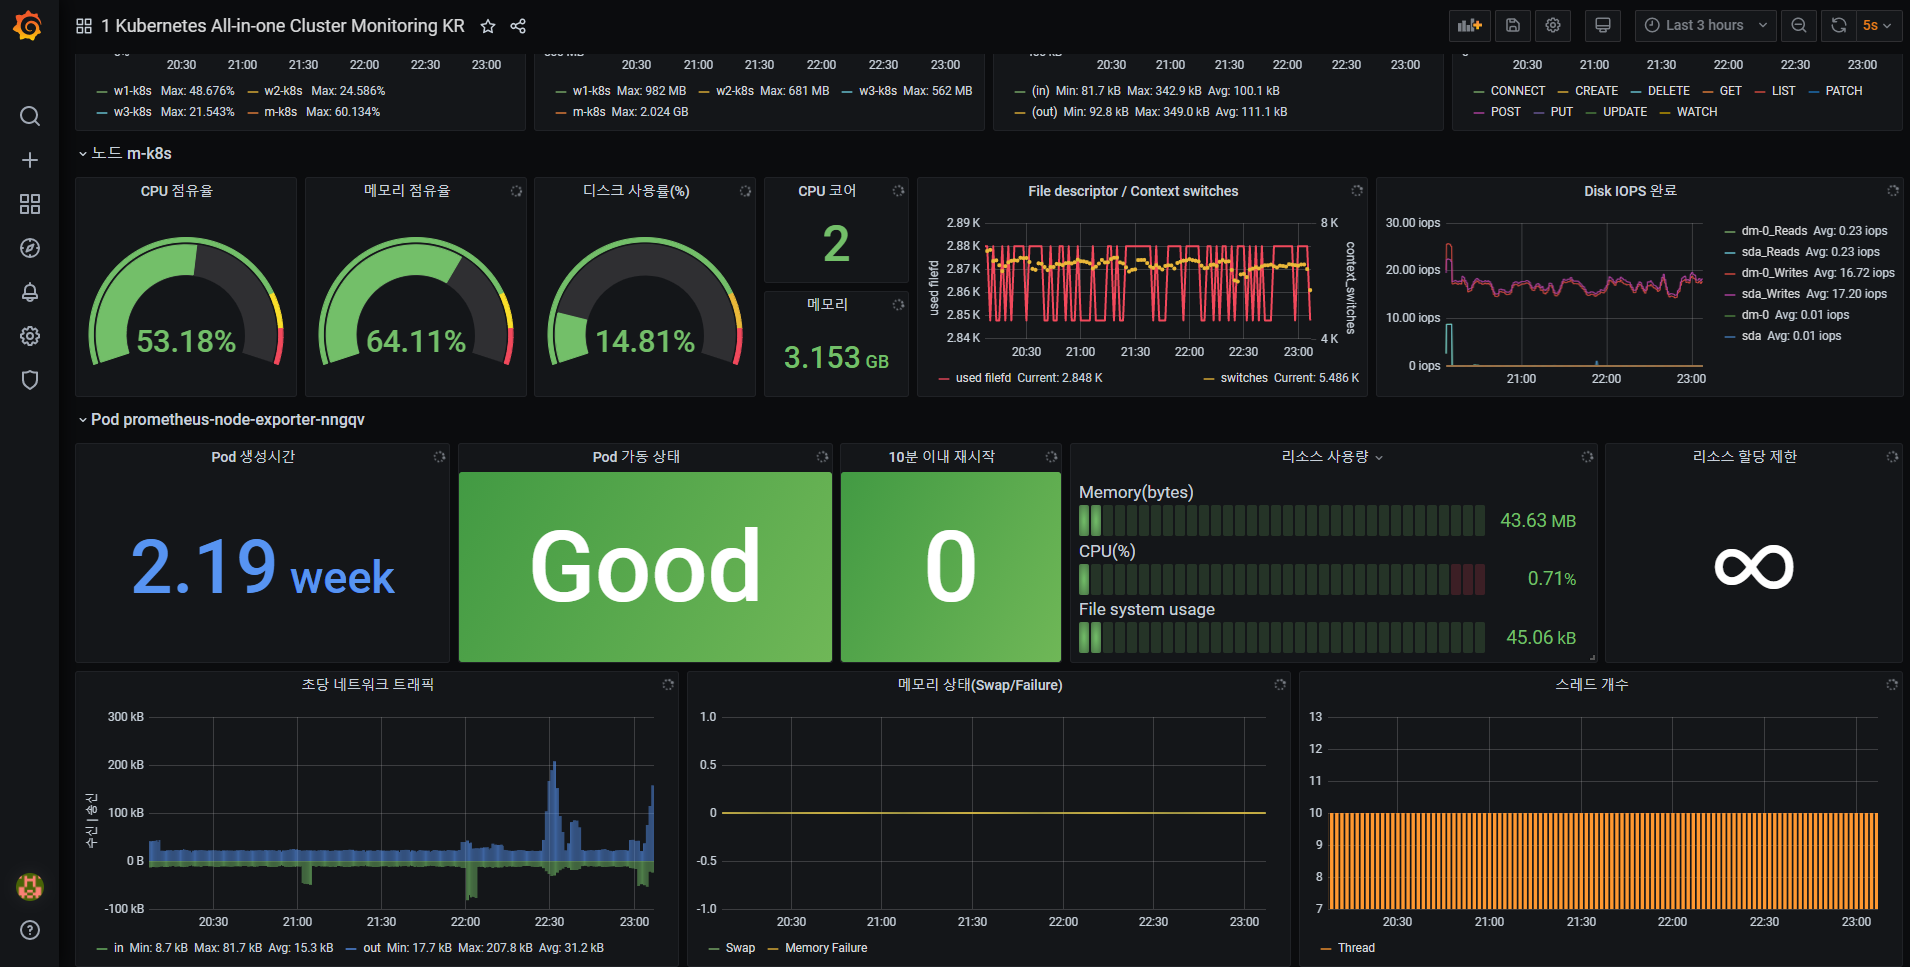 1 Kubernetes All-in-one Cluster Monitoring KR
Last 3 hours
5s
20:30 21:00 21:30 22:00 22:30 23:00
w1-k8s Max: 48.676% w2-k8s Max: 24.586%
w3-k8s Max: 21.543% m-k8s Max: 60.134%
20:30 21:00 21:30 22:00 22:30 23:00
w1-k8s Max: 982 MB w2-k8s Max: 681 MB w3-k8s Max: 562 MB
m-k8s Max: 2.024 GB
20:30 21:00 21:30 22:00 22:30 23:00
(in) Min: 81.7 kB Max: 342.9 kB Avg: 100.1 kB
(out) Min: 92.8 kB Max: 349.0 kB Avg: 111.1 kB
20:30 21:00 21:30 22:00 22:30 23:00
CONNECT CREATE DELETE GET LIST PATCH
POST PUT UPDATE WATCH
노드 m-k8s
CPU 점유율
53.18%
메모리 점유율
64.11%
디스크 사용률(%)
14.81%
CPU 코어
2
메모리
3.153 GB
File descriptor / Context switches
used filefd
2.89 K
2.88 K
2.87 K
2.86 K
2.85 K
2.84 K
8 K
4 K
context_switches
20:30 21:00 21:30 22:00 22:30 23:00
used filefd Current: 2.848 K switches Current: 5.486 K
Disk IOPS 완료
30.00 iops
20.00 iops
10.00 iops
0 iops
21:00 22:00 23:00
dm-0_Reads Avg: 0.23 iops
sda_Reads Avg: 0.23 iops
dm-0_Writes Avg: 16.72 iops
sda_Writes Avg: 17.20 iops
dm-0 Avg: 0.01 iops
sda Avg: 0.01 iops
Pod prometheus-node-exporter-nngqv
Pod 생성시간
2.19 week
Pod 가동 상태
Good
10분 이내 재시작
0
리소스 사용량
Memory(bytes)
43.63 MB
CPU(%)
0.71%
File system usage
45.06 kB
리소스 할당 제한
∞
초당 네트워크 트래픽
수신 | 송신
300 kB
200 kB
100 kB
0 B
-100 kB
20:30 21:00 21:30 22:00 22:30 23:00
in Min: 8.7 kB Max: 81.7 kB Avg: 15.3 kB out Min: 17.7 kB Max: 207.8 kB Avg: 31.2 kB
메모리 상태(Swap/Failure)
1.0
0.5
0
-0.5
-1.0
20:30 21:00 21:30 22:00 22:30 23:00
Swap Memory Failure
스레드 개수
13
12
11
10
9
8
7
20:30 21:00 21:30 22:00 22:30 23:00
Thread